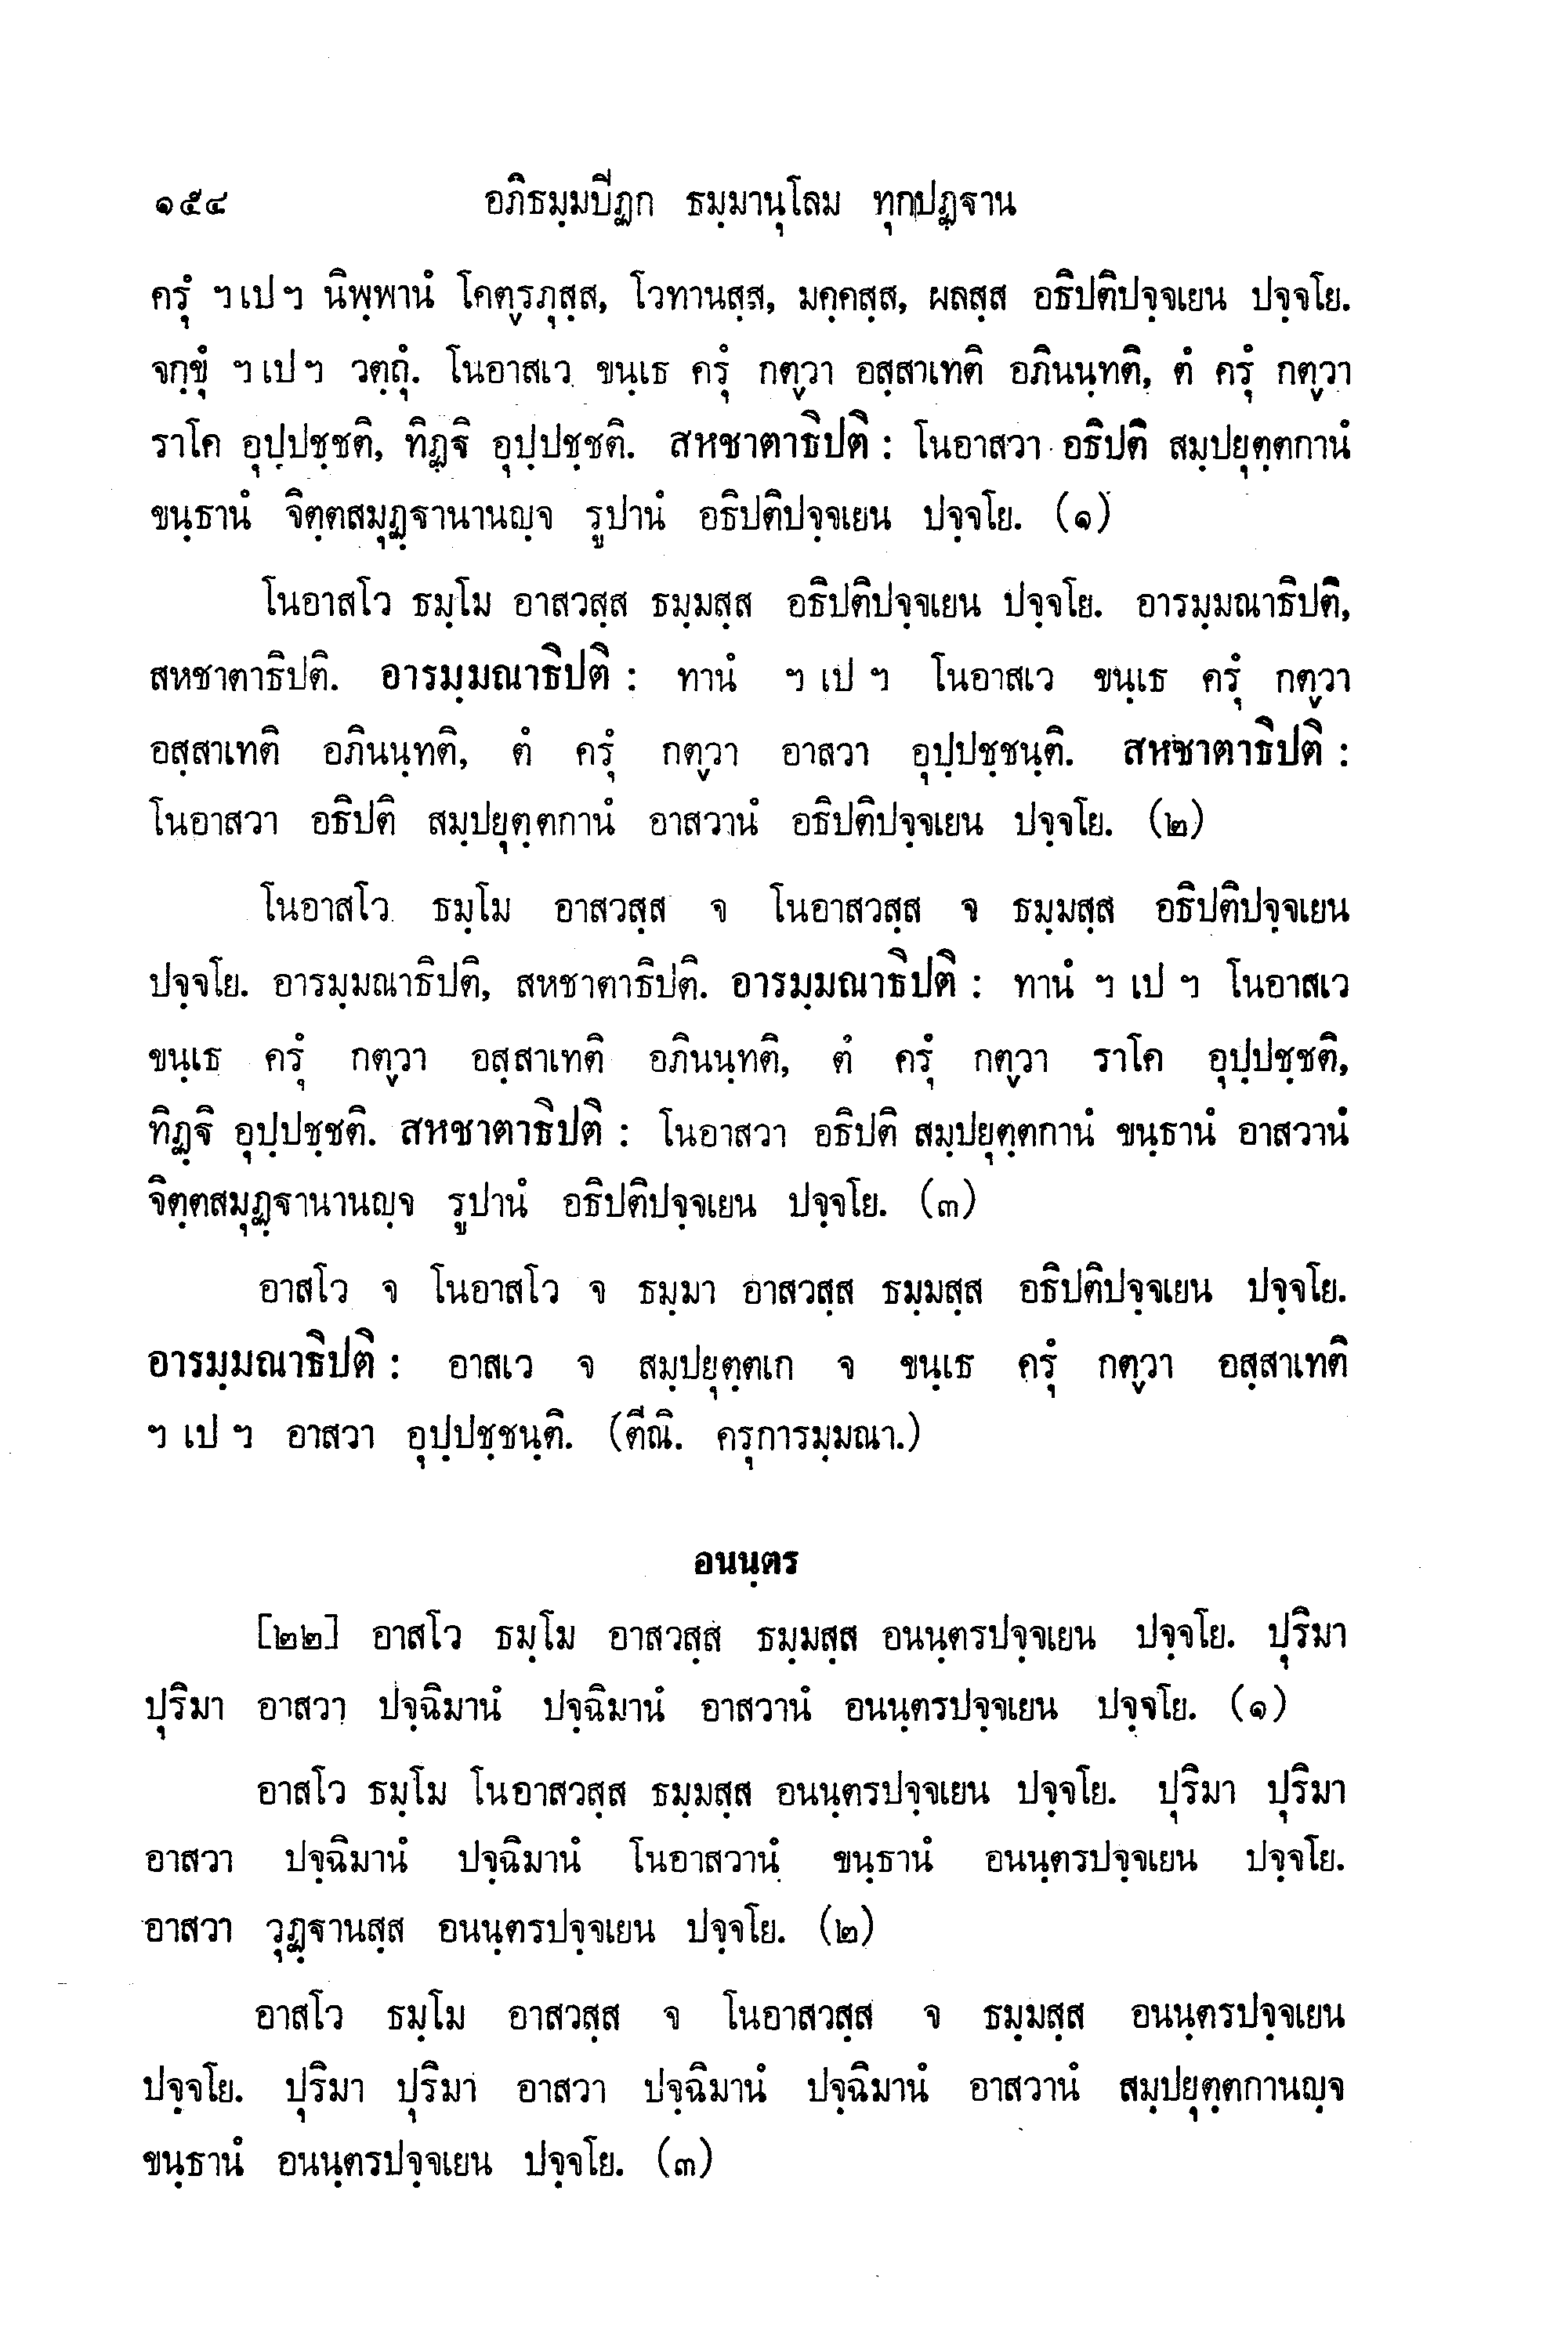 ๑๕๔ อภิธมฺมปีฏก ธมฺมานุโลม ทุกปฏฺฐาน
ครุํ ฯ เป ฯ นิพฺพานํ โคตฺรภุสฺส, โวทานสฺส, มคฺคสฺส, ผลสฺส อธิปติปจฺจเยน ปจฺจโย.
จกฺขุํ ฯ เป ฯ วตฺถุํ. โนอาสเว ขนฺเธ ครุํ กตฺวา อสฺสาเทติ อภินนฺทติ, ตํ ครุํ กตฺวา
ราโค อุปฺปชฺชติ, ทิฏฺฐิ อุปฺปชฺชติ. สหชาตาธิปติ : โนอาสวา อธิปติ สมฺปยุตฺตกานํ
ขนฺธานํ จิตฺตสมุฏฺฐานานญฺจ รูปานํ อธิปติปจฺจเยน ปจฺจโย. (๑)
โนอาสโว ธมฺโม อาสวสฺส ธมฺมสฺส อธิปติปจฺจเยน ปจฺจโย. อารมฺมณาธิปติ,
สหชาตาธิปติ. อารมฺมณาธิปติ : ทานํ ฯ เป ฯ โนอาสเว ขนฺเธ ครุํ กตฺวา
อสฺสาเทติ อภินนฺทติ, ตํ ครุํ กตฺวา อาสวา อุปฺปชฺชนฺติ. สหชาตาธิปติ :
โนอาสวา อธิปติ สมฺปยุตฺตกานํ อาสวานํ อธิปติปจฺจเยน ปจฺจโย. (๒)
โนอาสโว ธมฺโม อาสวสฺส จ โนอาสวสฺส จ ธมฺมสฺส อธิปติปจฺจเยน
ปจฺจโย. อารมฺมณาธิปติ, สหชาตาธิปติ. อารมฺมณาธิปติ : ทานํ ฯ เป ฯ โนอาสเว
ขนฺเธ ครุํ กตฺวา อสฺสาเทติ อภินนฺทติ, ตํ ครุํ กตฺวา ราโค อุปฺปชฺชติ,
ทิฏฺฐิ อุปฺปชฺชติ. สหชาตาธิปติ : โนอาสวา อธิปติ สมฺปยุตฺตกานํ ขนฺธานํ อาสวานํ
จิตฺตสมุฏฺฐานานญฺจ รูปานํ อธิปติปจฺจเยน ปจฺจโย. (๓)
อาสโว จ โนอาสโว จ ธมฺมา อาสวสฺส ธมฺมสฺส อธิปติปจฺจเยน ปจฺจโย.
อารมฺมณาธิปติ : อาสเว จ สมฺปยุตฺตเก จ ขนฺเธ ครุํ กตฺวา อสฺสาเทติ
ฯ เป ฯ อาสวา อุปฺปชฺชนฺติ. (ตีณิ. ครุการมฺมณา.)
อนนฺตร
[๒๒] อาสโว ธมฺโม อาสวสฺส ธมฺมสฺส อนนฺตรปจฺจเยน ปจฺจโย. ปุริมา
ปุริมา อาสวา ปจฺฉิมานํ ปจฺฉิมานํ อาสวานํ อนนฺตรปจฺจเยน ปจฺจโย. (๑)
อาสโว ธมฺโม โนอาสวสฺส ธมฺมสฺส อนนฺตรปจฺจเยน ปจฺจโย. ปุริมา ปุริมา
อาสวา ปจฺฉิมานํ ปจฺฉิมานํ โนอาสวานํ ขนฺธานํ อนนฺตรปจฺจเยน ปจฺจโย.
อาสวา วุฏฺฐานสฺส อนนฺตรปจฺจเยน ปจฺจโย. (๒)
อาสโว ธมฺโม อาสวสฺส จ โนอาสวสฺส จ ธมฺมสฺส อนนฺตรปจฺจเยน
ปจฺจโย. ปุริมา ปุริมา อาสวา ปจฺฉิมานํ ปจฺฉิมานํ อาสวานํ สมฺปยุตฺตกานญฺจ
ขนฺธานํ อนนฺตรปจฺจเยน ปจฺจโย. (๓)